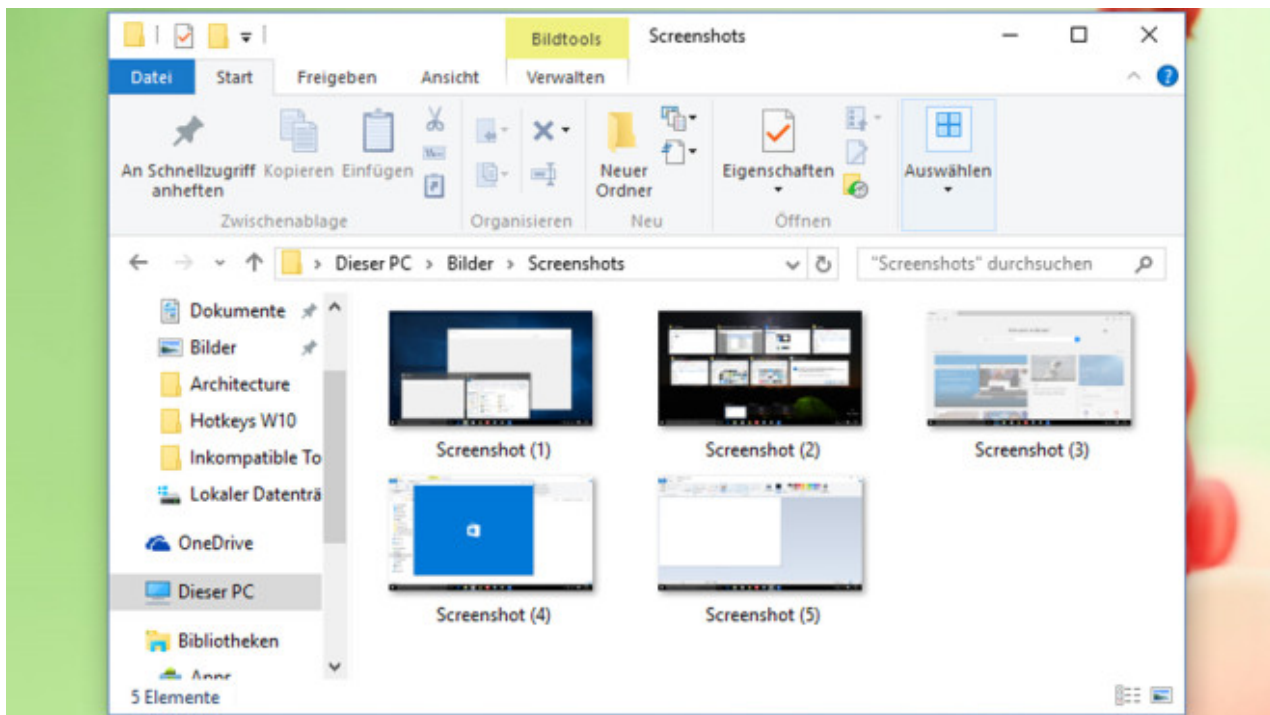 Bildtools
Screenshots
Datei
Start
Freigeben
Ansicht
Verwalten
An Schnellzugriff
anheften
Kopieren
Einfügen
Neuer
Ordner
Eigenschaften
Auswählen
Zwischenablage
Organisieren
Neu
Öffnen
Dieser PC
Bilder
Screenshots
"Screenshots" durchsuchen
Dokumente
Bilder
Architecture
Hotkeys W10
Inkompatible To
Lokaler Datenträ
OneDrive
Dieser PC
Bibliotheken
Apps
Screenshot (1)
Screenshot (2)
Screenshot (3)
Screenshot (4)
Screenshot (5)
5 Elemente